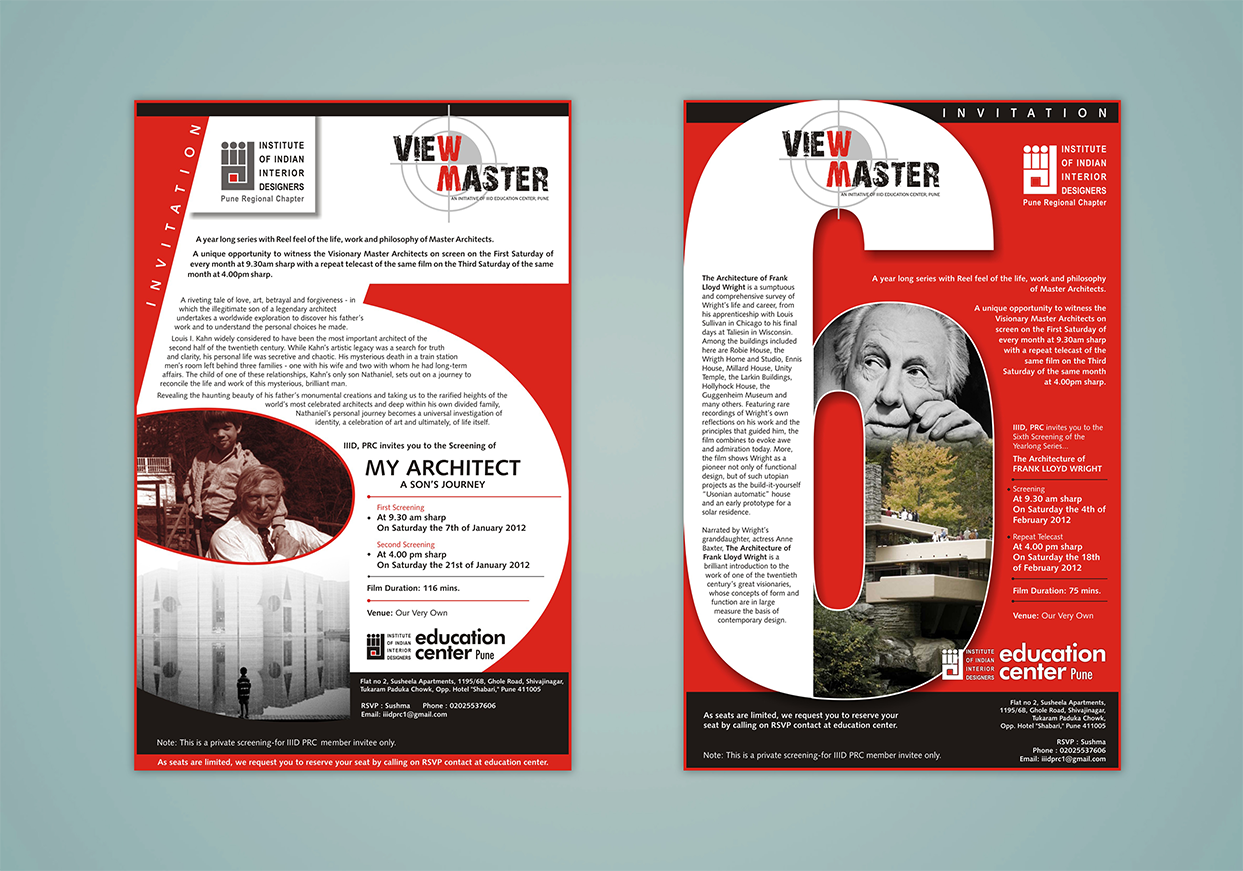 INVITATION
INSTITUTE
OF INDIAN
INTERIOR
DESIGNERS
Pune Regional Chapter
VIEW
MASTER
AN INITIATIVE OF IIID EDUCATION CENTER, PUNE
A year long series with Reel feel of the life, work and philosophy of Master Architects.
A unique opportunity to witness the Visionary Master Architects on screen on the First Saturday of
every month at 9.30am sharp with a repeat telecast of the same film on the Third Saturday of the same
month at 4.00pm sharp.
A riveting tale of love, art, betrayal and forgiveness - in
which the illegitimate son of a legendary architect
undertakes a worldwide exploration to discover his father's
work and to understand the personal choices he made.
Louis I. Kahn widely considered to have been the most important architect of the
second half of the twentieth century. While Kahn's artistic legacy was a search for truth
and clarity, his personal life was secretive and chaotic. His mysterious death in a train station
men's room left behind three families - one with his wife and two with whom he had long-term
affairs. The child of one of these relationships, Kahn's only son Nathaniel, sets out on a journey to
reconcile the life and work of this mysterious, brilliant man.
Revealing the haunting beauty of his father's monumental creations and taking us to the rarified heights of the
world's most celebrated architects and deep within his own divided family,
Nathaniel's personal journey becomes a universal investigation of
identity, a celebration of art and ultimately, of life itself.
IIID, PRC invites you to the Screening of
MY ARCHITECT
A SON'S JOURNEY
First Screening
• At 9.30 am sharp
On Saturday the 7th of January 2012
Second Screening
• At 4.00 pm sharp
On Saturday the 21st of January 2012
Film Duration: 116 mins.
Venue: Our Very Own
INSTITUTE
OF INDIAN
INTERIOR
DESIGNERS
education
center Pune
Flat no 2, Susheela Apartments, 1195/6B, Ghole Road, Shivajinagar,
Tukaram Paduka Chowk, Opp. Hotel "Shabari," Pune 411005
RSVP : Sushma Phone : 02025537606
Email: iiidprc1@gmail.com
Note: This is a private screening-for IIID PRC member invitee only.
As seats are limited, we request you to reserve your seat by calling on RSVP contact at education center.
INVITATION
VIEW
MASTER
AN INITIATIVE OF IIID EDUCATION CENTER, PUNE
INSTITUTE
OF INDIAN
INTERIOR
DESIGNERS
Pune Regional Chapter
6
The Architecture of Frank
Lloyd Wright is a sumptuous
and comprehensive survey of
Wright's life and career, from
his apprenticeship with Louis
Sullivan in Chicago to his final
days at Taliesin in Wisconsin.
Among the buildings included
here are Robie House, the
Wrigth Home and Studio, Ennis
House, Millard House, Unity
Temple, the Larkin Buildings,
Hollyhock House, the
Guggenheim Museum and
many others. Featuring rare
recordings of Wright's own
reflections on his work and the
principles that guided him, the
film combines to evoke awe
and admiration today. More,
the film shows Wright as a
pioneer not only of functional
design, but of such utopian
projects as the build-it-yourself
"Usonian automatic" house
and an early prototype for a
solar residence.
Narrated by Wright's
granddaughter, actress Anne
Baxter, The Architecture of
Frank Lloyd Wright is a
brilliant introduction to the
work of one of the twentieth
century's great visionaries,
whose concepts of form and
function are in large
measure the basis of
contemporary design.
A year long series with Reel feel of the life, work and philosophy
of Master Architects.
A unique opportunity to witness the
Visionary Master Architects on
screen on the First Saturday of
every month at 9.30am sharp
with a repeat telecast of the
same film on the Third
Saturday of the same month
at 4.00pm sharp.
IIID, PRC invites you to the
Sixth Screening of the
Yearlong Series...
The Architecture of
FRANK LLOYD WRIGHT
• Screening
At 9.30 am sharp
On Saturday the 4th of
February 2012
• Repeat Telecast
At 4.00 pm sharp
On Saturday the 18th
of February 2012
Film Duration: 75 mins.
Venue: Our Very Own
INSTITUTE
OF INDIAN
INTERIOR
DESIGNERS
education
center Pune
As seats are limited, we request you to reserve your
seat by calling on RSVP contact at education center.
Note: This is a private screening-for IIID PRC member invitee only.
Flat no 2, Susheela Apartments,
1195/6B, Ghole Road, Shivajinagar,
Tukaram Paduka Chowk,
Opp. Hotel "Shabari," Pune 411005
RSVP : Sushma
Phone : 02025537606
Email: iiidprc1@gmail.com